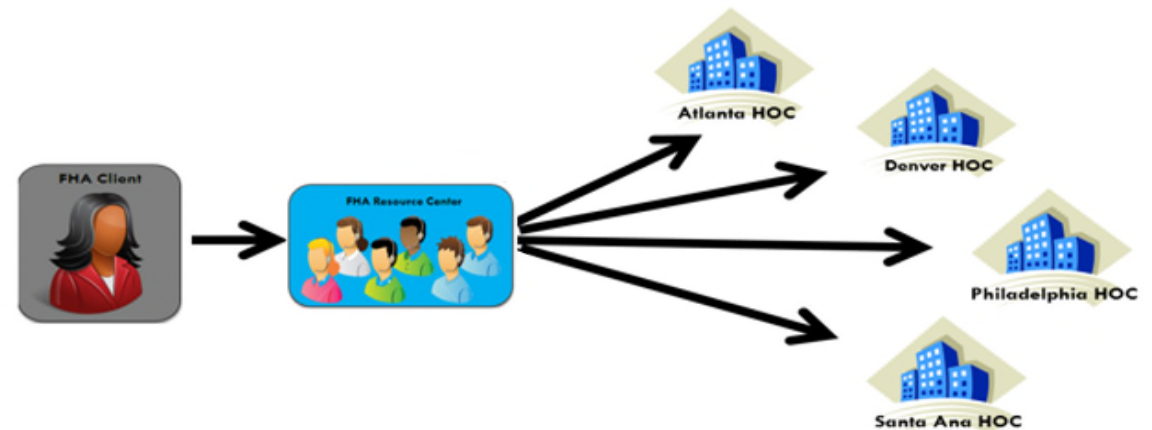 FHA Client
FHA Resource Center
Atlanta HOC
Denver HOC
Philadelphia HOC
Santa Ana HOC